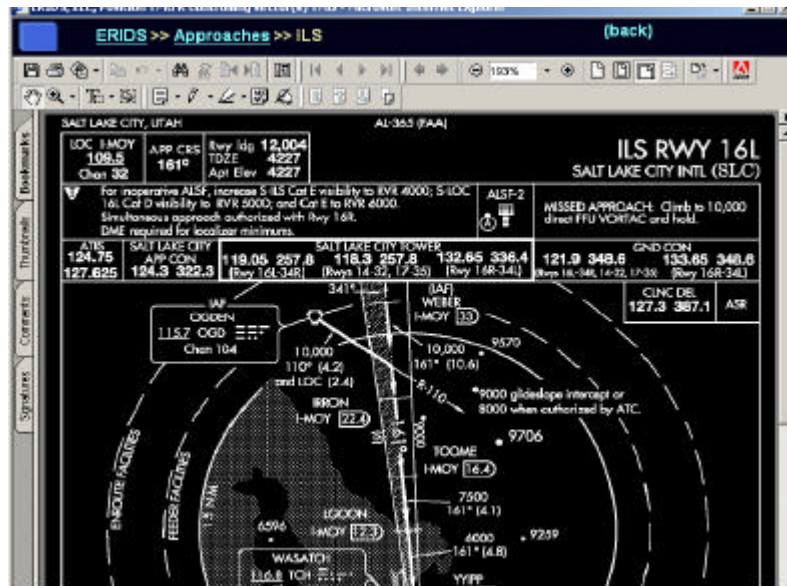 ERIDS >> Approaches >> ILS
(back)
193%
Bookmarks
Thumbnails
Comments
Signatures
SALT LAKE CITY, UTAH
AL-365 (FAA)
LOC I-MOY
109.5
Chan 32
APP CRS
161°
Rwy ldg 12,004
TDZE 4227
Apt Elev 4227
ILS RWY 16L
SALT LAKE CITY INTL (SLC)
For inoperative ALSF, increase S-ILS Cat E visibility to RVR 4000; S-LOC
16L Cat D visibility to RVR 5000; and Cat E to RVR 6000.
Simultaneous approach authorized with Rwy 16R.
DME required for localizer minimums.
ALSF-2
A
MISSED APPROACH: Climb to 10,000
direct FFU VORTAC and hold.
ATIS
124.75
127.625
SALT LAKE CITY
APP CON
124.3 322.3
SALT LAKE CITY TOWER
119.05 257.8 118.3 257.8 132.65 336.4
(Rwy 16L-34R) (Rwys 14-32, 17-35) (Rwy 16R-34L)
GND CON
121.9 348.6 133.65 348.6
(Rwys 16L-34R, 14-32, 17-35) (Rwy 16R-34L)
CLNC DEL
127.3 387.1
ASR
341°
IAF
OGDEN
115.7 OGD
Chan 104
(IAF)
WEBER
I-MOY 33
10,000
110° (4.2)
and LOC (2.4)
10,000
161° (10.6)
9570
R-110
*9000 glideslope intercept or
8000 when authorized by ATC.
IRRON
I-MOY 22.4
161°
9000
9706
TOOME
I-MOY 16.4
7500
161° (4.1)
ENROUTE FACILITIES
FEEDER FACILITIES
15 NM
LGOON
I-MOY 12.3
6596
6000
161° (4.8)
9259
WASATCH
116.8 TCH
YYIPP